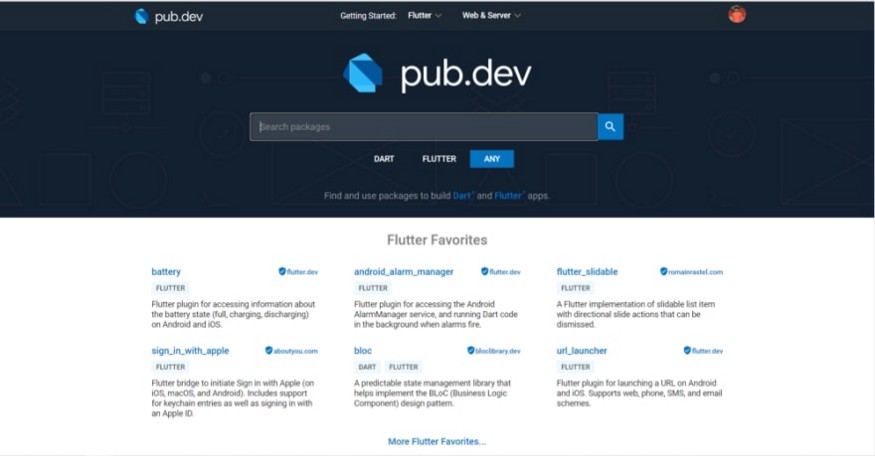 pub.dev
Getting Started: Flutter Web & Server
pub.dev
Search packages
DART FLUTTER ANY
Find and use packages to build Dart and Flutter apps.
Flutter Favorites
battery flutter.dev
FLUTTER
Flutter plugin for accessing information about
the battery state (full, charging, discharging)
on Android and iOS.
android_alarm_manager flutter.dev
FLUTTER
Flutter plugin for accessing the Android
AlarmManager service, and running Dart code
in the background when alarms fire.
flutter_slidable romainrastel.com
FLUTTER
A Flutter implementation of slidable list item
with directional slide actions that can be
dismissed.
sign_in_with_apple aboutyou.com
FLUTTER
Flutter bridge to initiate Sign in with Apple (on
iOS, macOS, and Android). Includes support
for keychain entries as well as signing in with
an Apple ID.
bloc bloclibrary.dev
DART FLUTTER
A predictable state management library that
helps implement the BLoC (Business Logic
Component) design pattern.
url_launcher flutter.dev
FLUTTER
Flutter plugin for launching a URL on Android
and iOS. Supports web, phone, SMS, and email
schemes.
More Flutter Favorites...